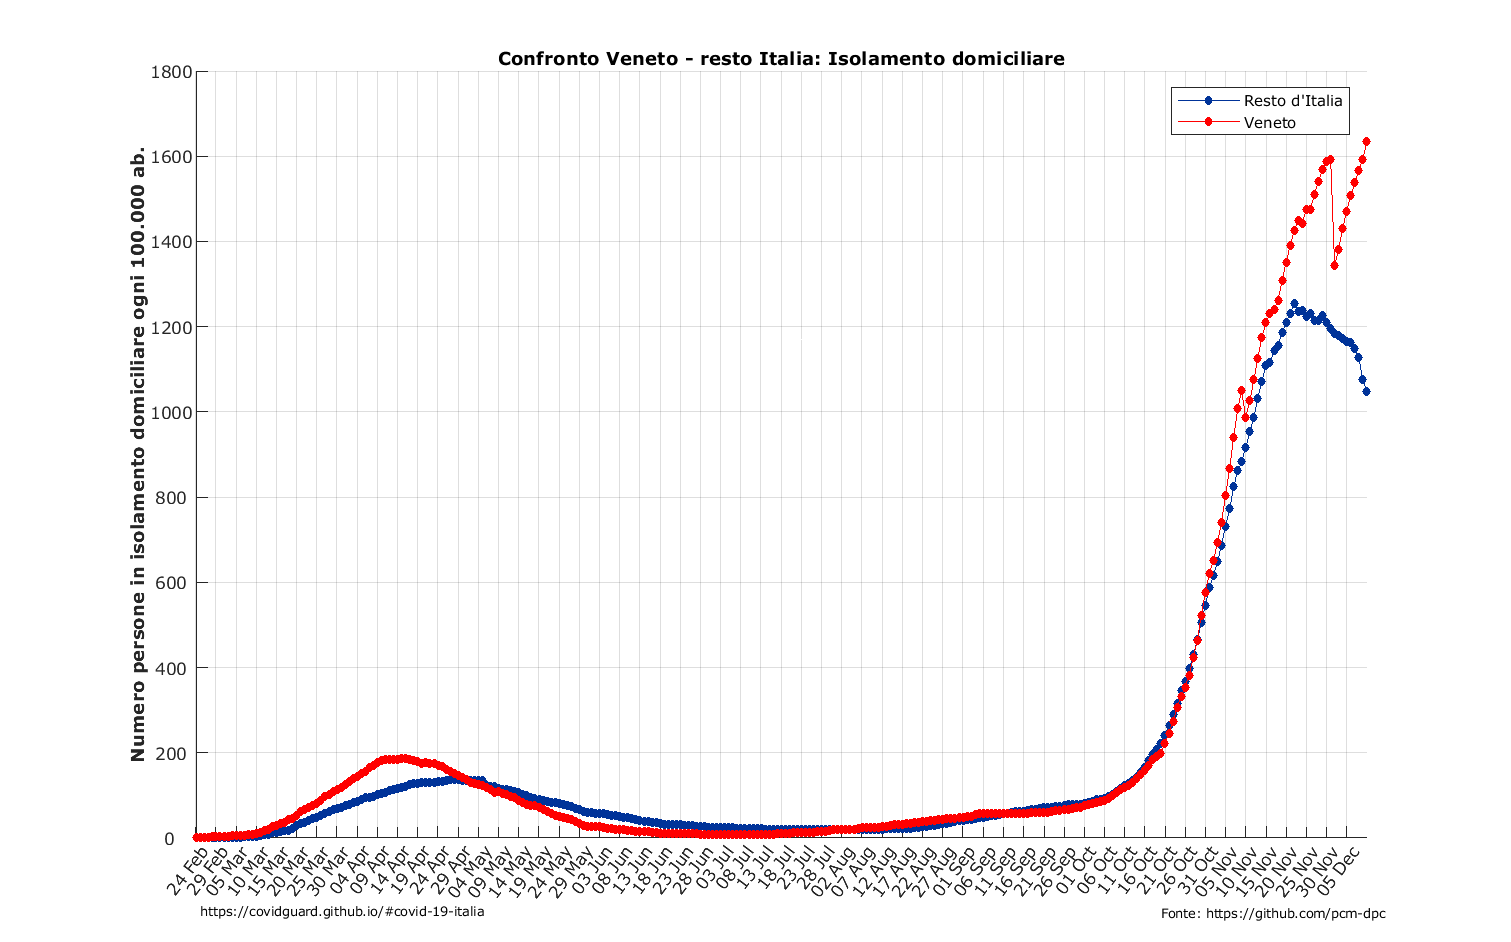 Confronto Veneto - resto Italia: Isolamento domiciliare
Numero persone in isolamento domiciliare ogni 100.000 ab.
1800
1600
1400
1200
1000
800
600
400
200
0
Resto d'Italia
Veneto
24 Feb
29 Feb
05 Mar
10 Mar
15 Mar
20 Mar
25 Mar
30 Mar
04 Apr
09 Apr
14 Apr
19 Apr
24 Apr
29 Apr
04 May
09 May
14 May
19 May
24 May
29 May
03 Jun
08 Jun
13 Jun
18 Jun
23 Jun
28 Jun
03 Jul
08 Jul
13 Jul
18 Jul
23 Jul
28 Jul
02 Aug
07 Aug
12 Aug
17 Aug
22 Aug
27 Aug
01 Sep
06 Sep
11 Sep
16 Sep
21 Sep
26 Sep
01 Oct
06 Oct
11 Oct
16 Oct
21 Oct
26 Oct
31 Oct
05 Nov
10 Nov
15 Nov
20 Nov
25 Nov
30 Nov
05 Dec
https://covidguard.github.io/#covid-19-italia
Fonte: https://github.com/pcm-dpc